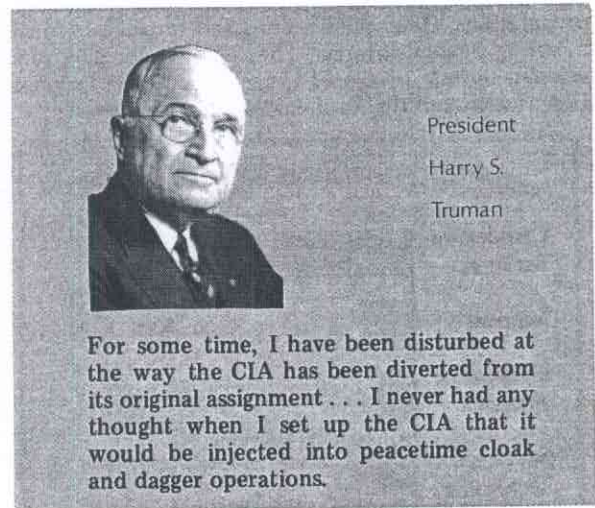 President
Harry S.
Truman
For some time, I have been disturbed at
the way the CIA has been diverted from
its original assignment . . . I never had any
thought when I set up the CIA that it
would be injected into peacetime cloak
and dagger operations.